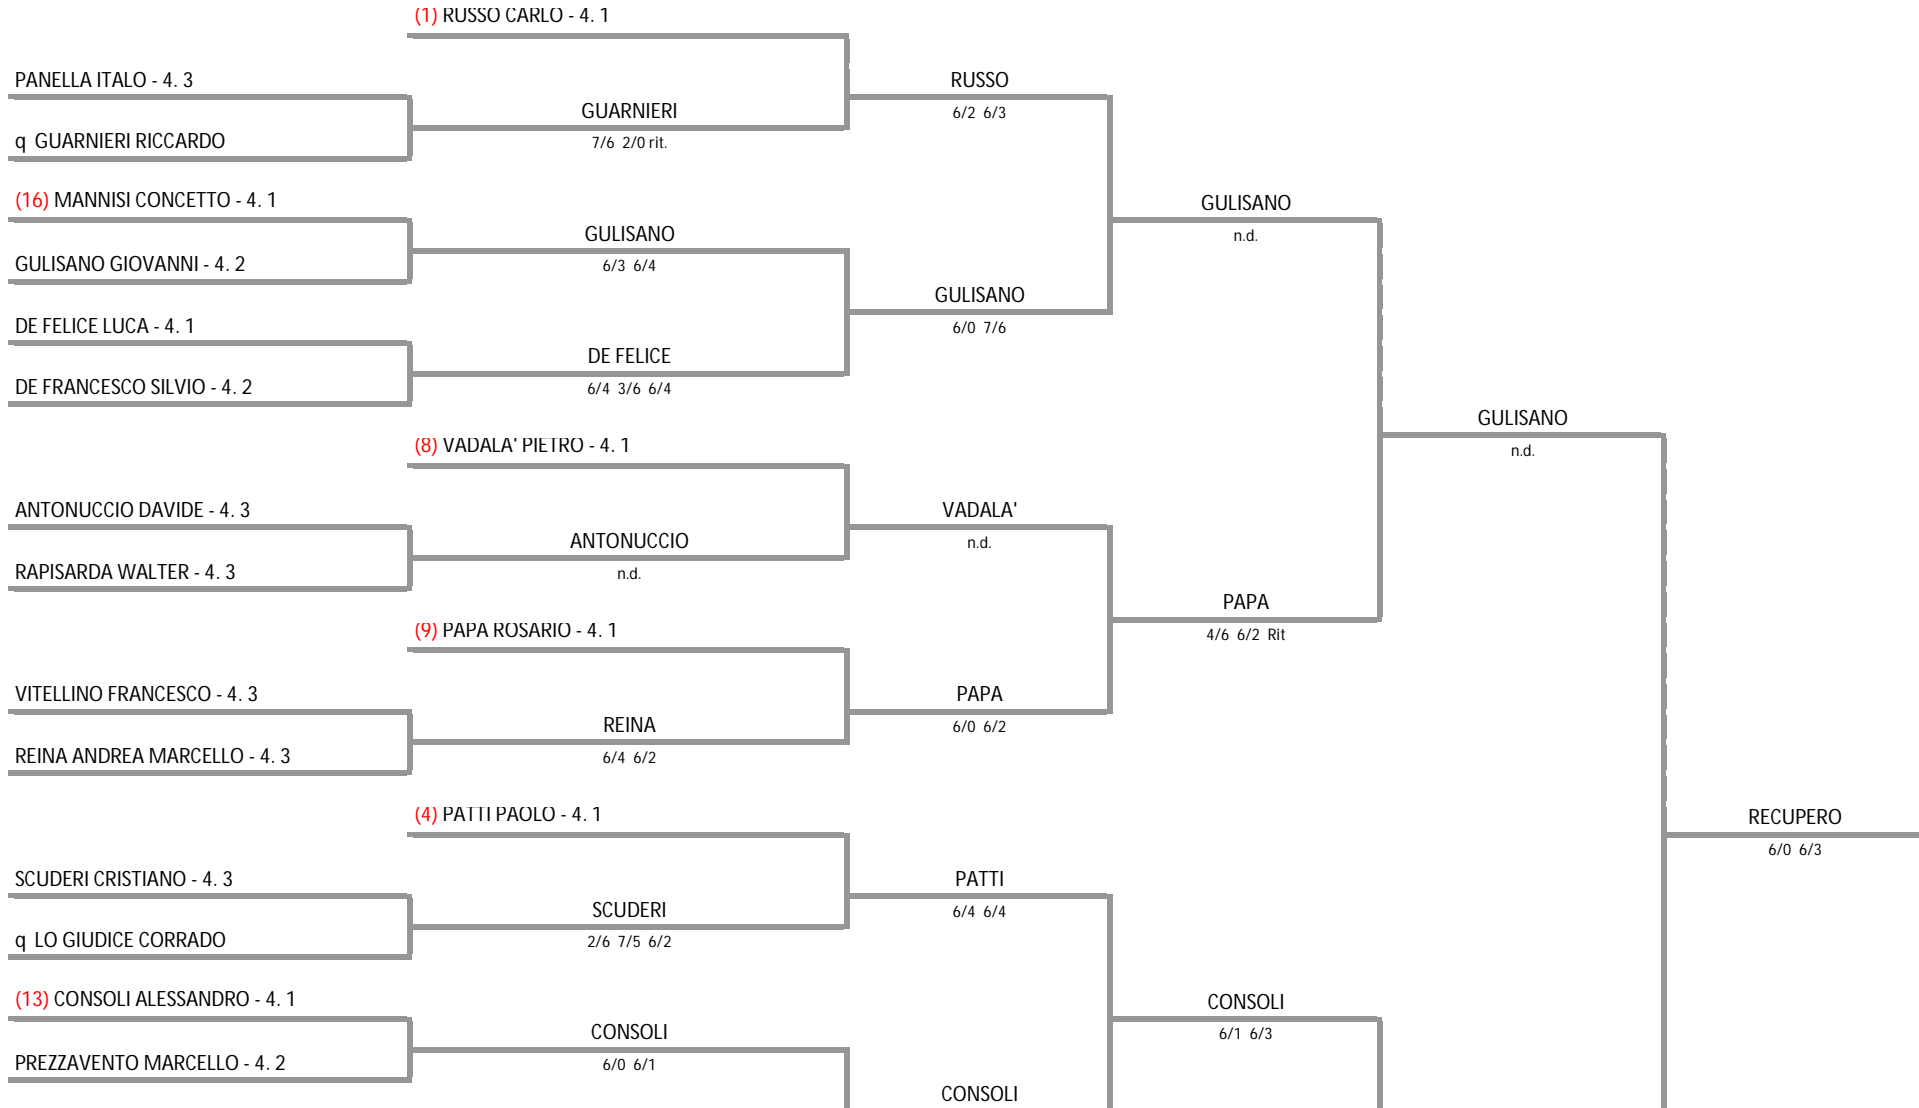 (1) RUSSO CARLO - 4. 1
PANELLA ITALO - 4. 3
RUSSO
GUARNIERI
6/2 6/3
q GUARNIERI RICCARDO
7/6 2/0 rit.
(16) MANNISI CONCETTO - 4. 1
GULISANO
GULISANO
n.d.
GULISANO GIOVANNI - 4. 2
6/3 6/4
GULISANO
DE FELICE LUCA - 4. 1
6/0 7/6
DE FELICE
DE FRANCESCO SILVIO - 4. 2
6/4 3/6 6/4
GULISANO
(8) VADALA' PIETRO - 4. 1
n.d.
ANTONUCCIO DAVIDE - 4. 3
VADALA'
ANTONUCCIO
n.d.
RAPISARDA WALTER - 4. 3
n.d.
PAPA
(9) PAPA ROSARIO - 4. 1
4/6 6/2 Rit
VITELLINO FRANCESCO - 4. 3
PAPA
REINA
6/0 6/2
REINA ANDREA MARCELLO - 4. 3
6/4 6/2
(4) PATTI PAOLO - 4. 1
RECUPERO
6/0 6/3
SCUDERI CRISTIANO - 4. 3
PATTI
SCUDERI
6/4 6/4
q LO GIUDICE CORRADO
2/6 7/5 6/2
(13) CONSOLI ALESSANDRO - 4. 1
CONSOLI
CONSOLI
6/1 6/3
PREZZAVENTO MARCELLO - 4. 2
6/0 6/1
CONSOLI